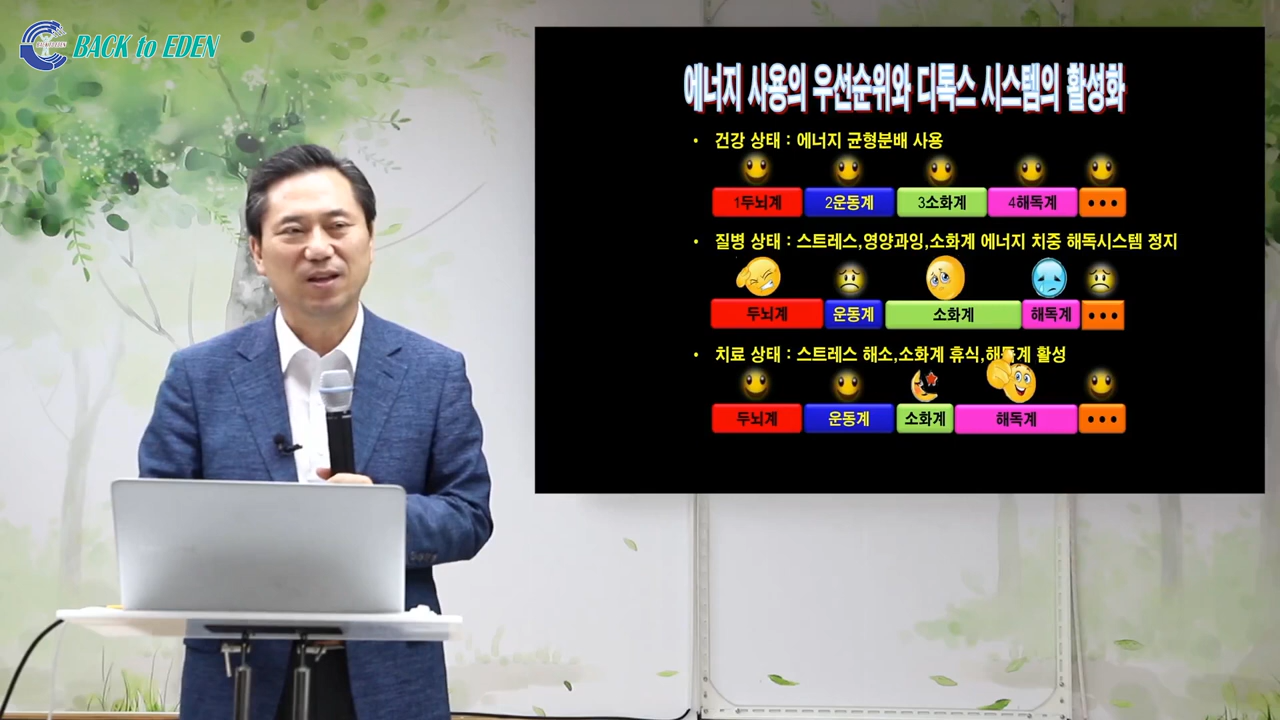 BACK to EDEN
에너지 사용의 우선순위와 디톡스 시스템의 활성화
• 건강 상태 : 에너지 균형분배 사용
1두뇌계 2운동계 3소화계 4해독계 •••
• 질병 상태 : 스트레스,영양과잉,소화계 에너지 치중 해독시스템 정지
두뇌계 운동계 소화계 해독계 •••
• 치료 상태 : 스트레스 해소,소화계 휴식,해독계 활성
두뇌계 운동계 소화계 해독계 •••